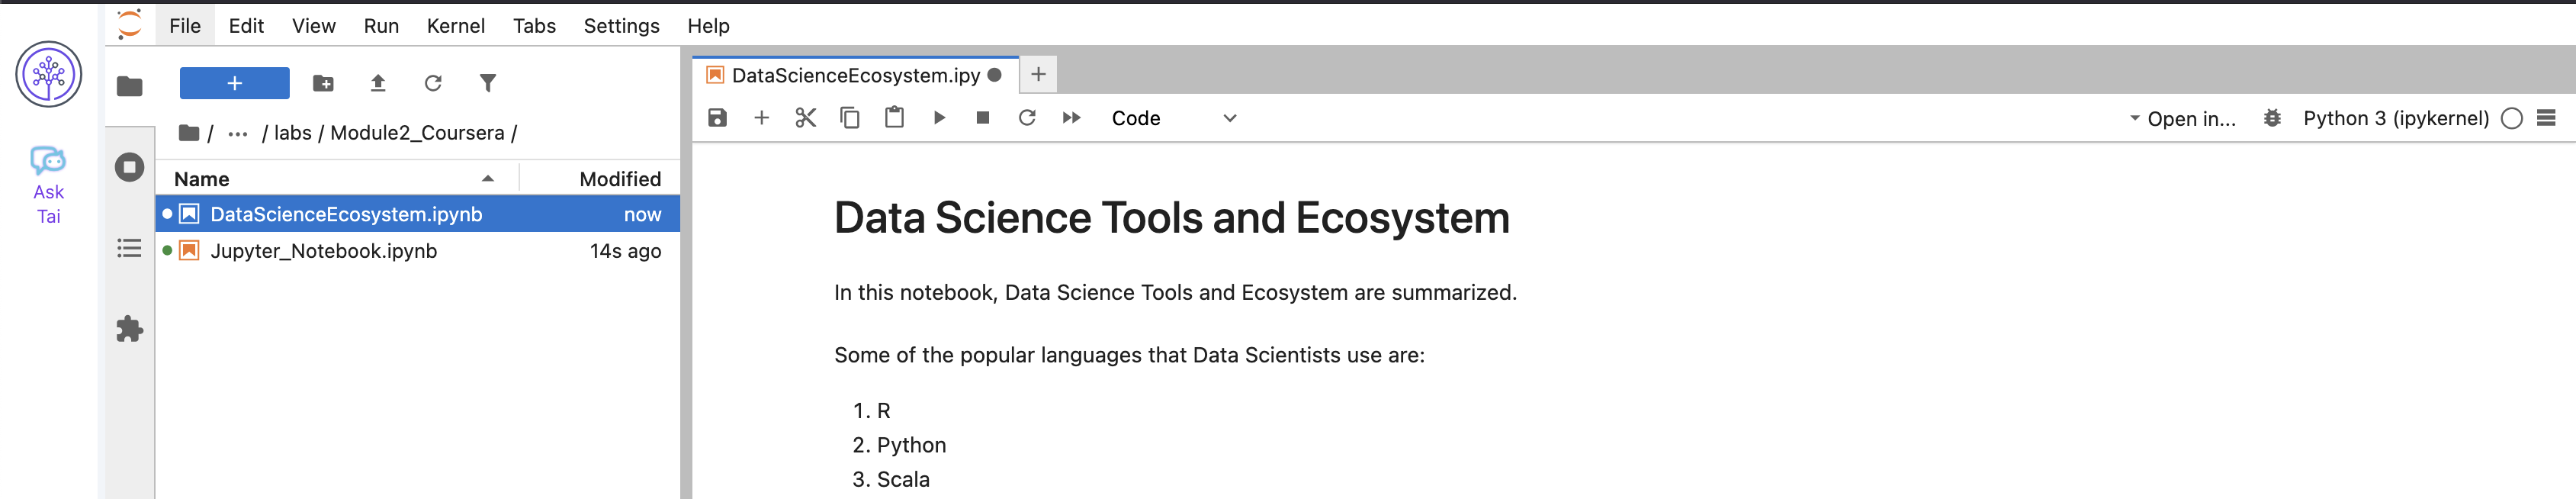 File Edit View Run Kernel Tabs Settings Help
Ask
Tai
+
/ ... / labs / Module2_Coursera /
Name Modified
DataScienceEcosystem.ipynb now
Jupyter_Notebook.ipynb 14s ago
DataScienceEcosystem.ipy
Code
Open in...
Python 3 (ipykernel)
Data Science Tools and Ecosystem
In this notebook, Data Science Tools and Ecosystem are summarized.
Some of the popular languages that Data Scientists use are:
1. R
2. Python
3. Scala